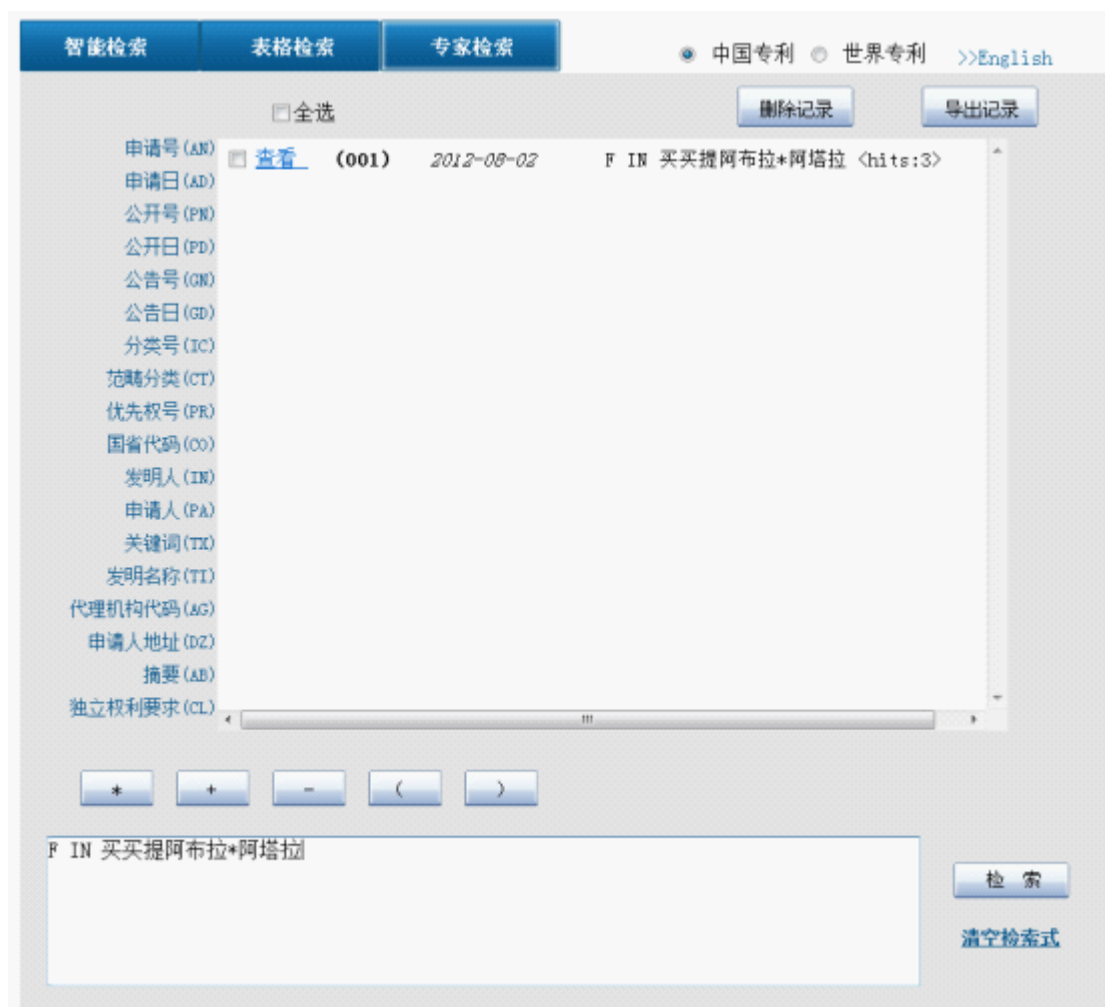 智能检索 表格检索 专家检索 中国专利 世界专利 >>English
全选 删除记录 导出记录
申请号(AN)
查看 (001) 2012-08-02 F IN 买买提阿布拉*阿塔拉 <hits:3>
申请日(AD)
公开号(PN)
公开日(PD)
公告号(GN)
公告日(GD)
分类号(IC)
范畴分类(CT)
优先权号(PR)
国省代码(CO)
发明人(IN)
申请人(PA)
关键词(TX)
发明名称(TI)
代理机构代码(AG)
申请人地址(DZ)
摘要(AB)
独立权利要求(CL)
* + - ( )
F IN 买买提阿布拉*阿塔拉
检 索
清空检索式